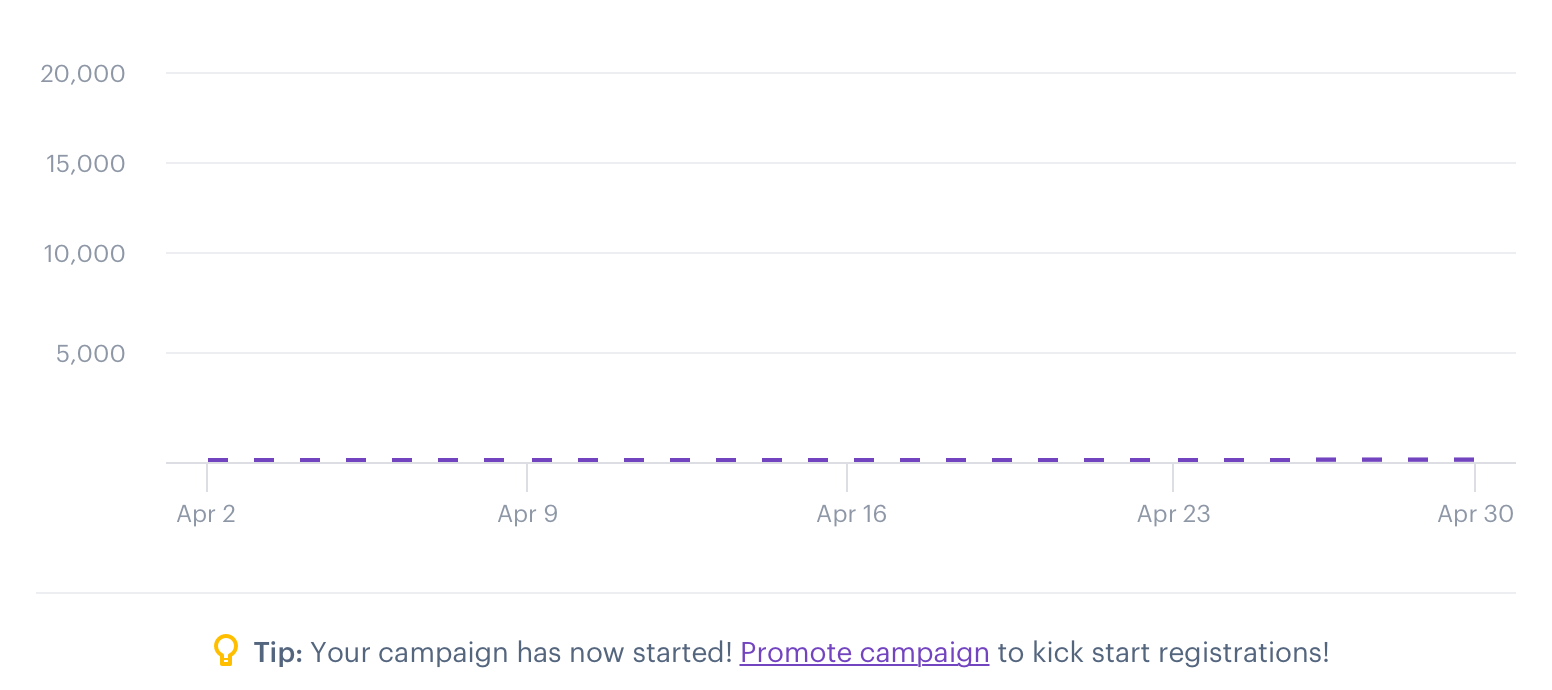 20,000
15,000
10,000
5,000
Apr 2 Apr 9 Apr 16 Apr 23 Apr 30
Tip: Your campaign has now started! Promote campaign to kick start registrations!